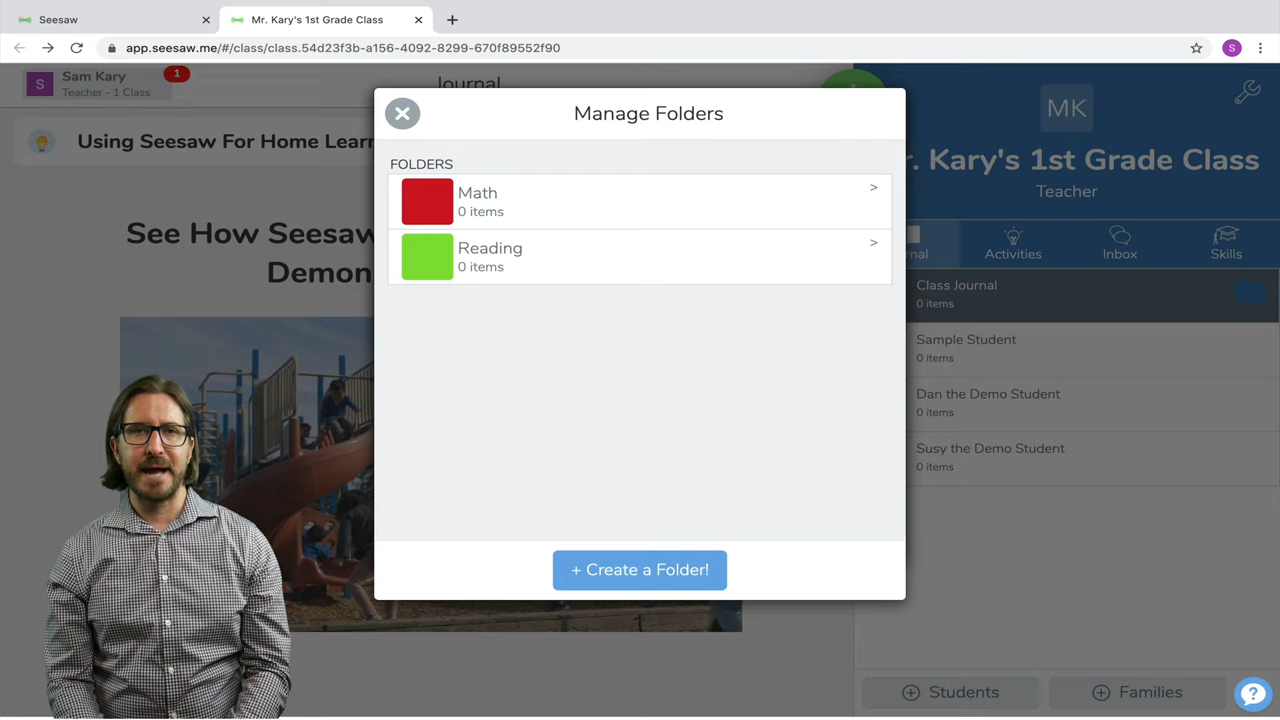 Seesaw
Mr. Kary's 1st Grade Class
app.seesaw.me/#/class/class.54d23f3b-a156-4092-8299-670f89552f90
S
S
Sam Kary
Teacher - 1 Class
1
Journal
Using Seesaw For Home Learn
See How Seesaw
Demon
Manage Folders
FOLDERS
Math
0 items
>
Reading
0 items
>
+ Create a Folder!
MK
r. Kary's 1st Grade Class
Teacher
rnal
Activities
Inbox
Skills
Class Journal
0 items
Sample Student
0 items
Dan the Demo Student
0 items
Susy the Demo Student
0 items
Students
Families
?